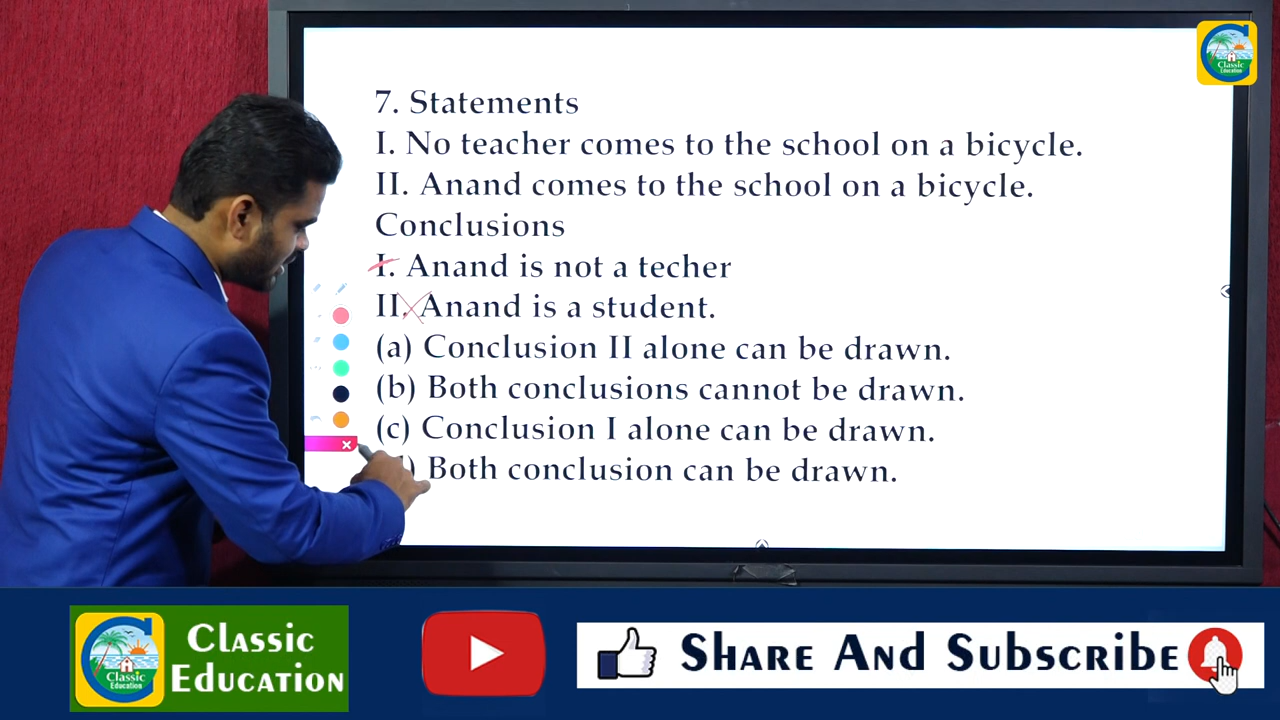 Classic
Education
7. Statements
I. No teacher comes to the school on a bicycle.
II. Anand comes to the school on a bicycle.
Conclusions
I. Anand is not a techer
II. Anand is a student.
(a) Conclusion II alone can be drawn.
(b) Both conclusions cannot be drawn.
(c) Conclusion I alone can be drawn.
) Both conclusion can be drawn.
Classic
Education
Classic
Education
Share And Subscribe